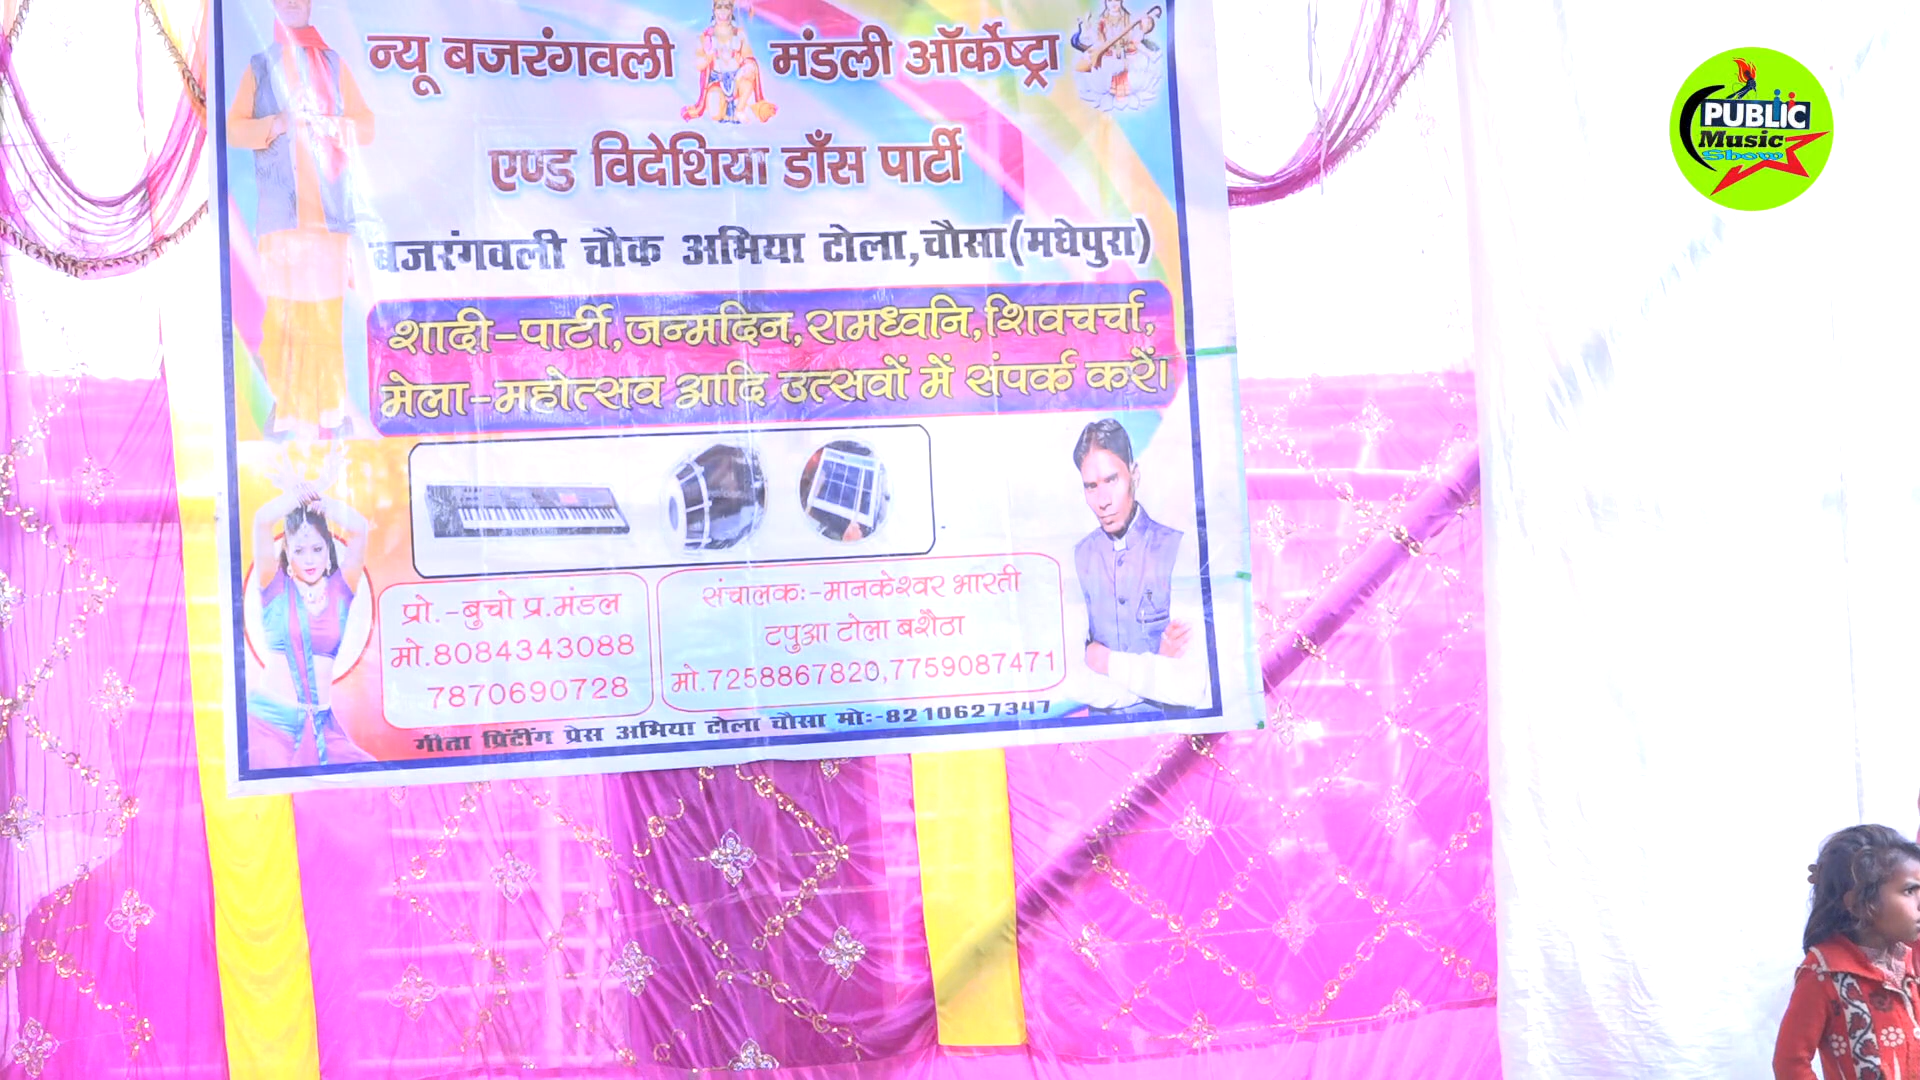 न्यू बजरंगवली मंडली ऑर्केष्ट्रा
एण्ड विदेशिया डाँस पार्टी
बजरंगवली चौक अभिया टोला,चौसा(मधेपुरा)
शादी-पार्टी,जन्मदिन,रामध्वनि,शिवचर्चा,
मेला-महोत्सव आदि उत्सवों में संपर्क करें।
प्रो.-बुचो प्र.मंडल
मो.8084343088
7870690728
संचालकः-मानकेश्वर भारती
टपुआ टोला बशैठा
मो.7258867820,7759087471
गीता प्रिंटींग प्रेस अभिया टोला चौसा मोः-8210627347
PUBLiC
Music
Show